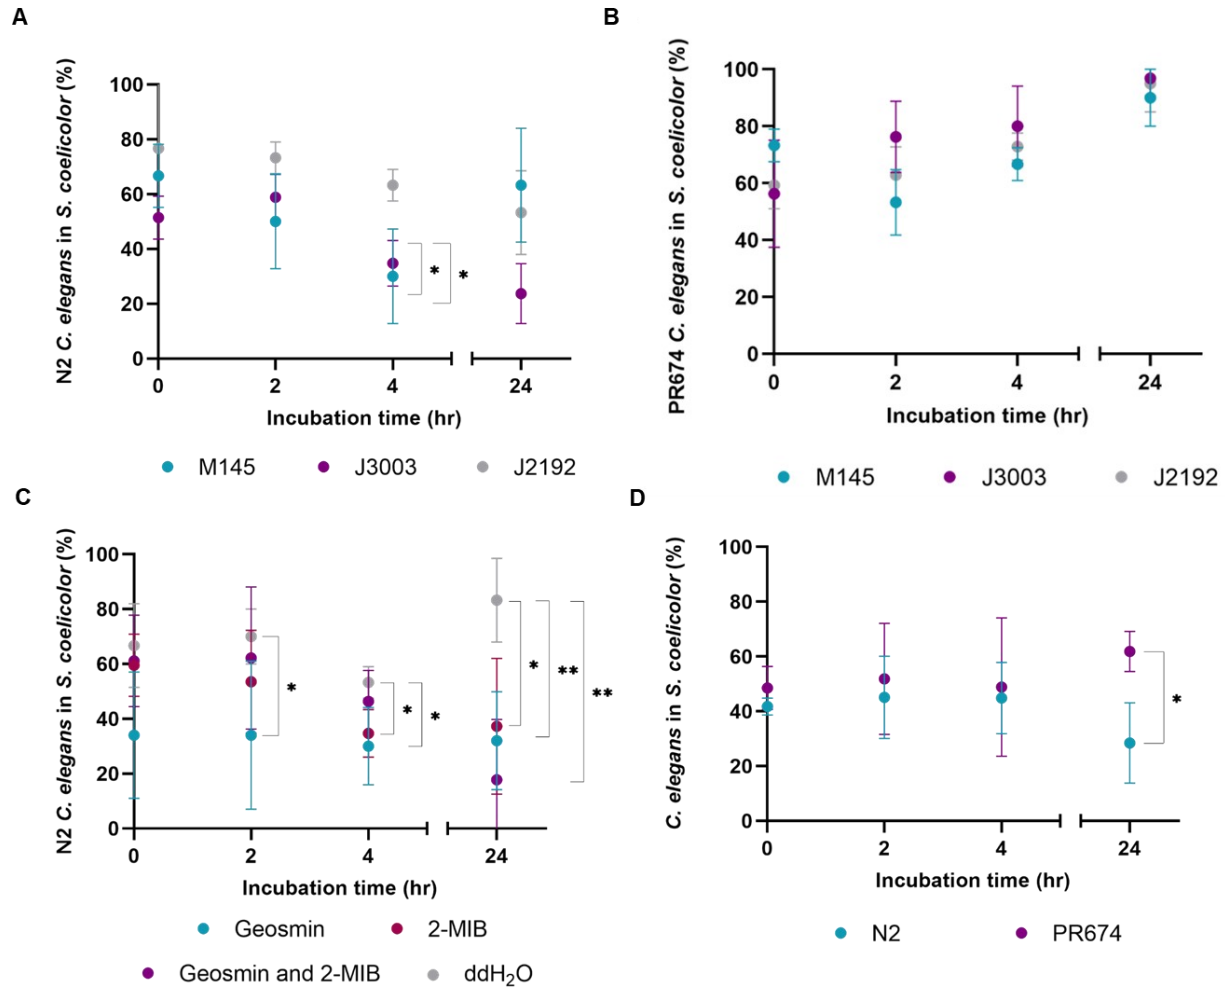 A
N2 C. elegans in S. coelicolor (%)
100
80
60
40
20
0
* *
0 2 4 24
Incubation time (hr)
M145 J3003 J2192
B
PR674 C. elegans in S. coelicolor (%)
100
80
60
40
20
0
0 2 4 24
Incubation time (hr)
M145 J3003 J2192
C
N2 C. elegans in S. coelicolor (%)
100
80
60
40
20
0
* * * * ** **
0 2 4 24
Incubation time (hr)
Geosmin 2-MIB
Geosmin and 2-MIB ddH₂O
D
C. elegans in S. coelicolor (%)
100
80
60
40
20
0
*
0 2 4 24
Incubation time (hr)
N2 PR674